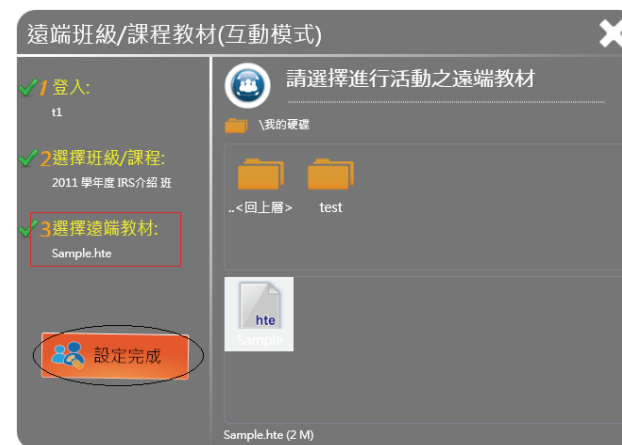 遠端班級/課程教材(互動模式)
1登入:
t1
2選擇班級/課程:
2011 學年度 IRS介紹 班
3選擇遠端教材:
Sample.hte
設定完成
請選擇進行活動之遠端教材
\我的硬碟
..<回上層>
test
hte
Sample
Sample.hte (2 M)